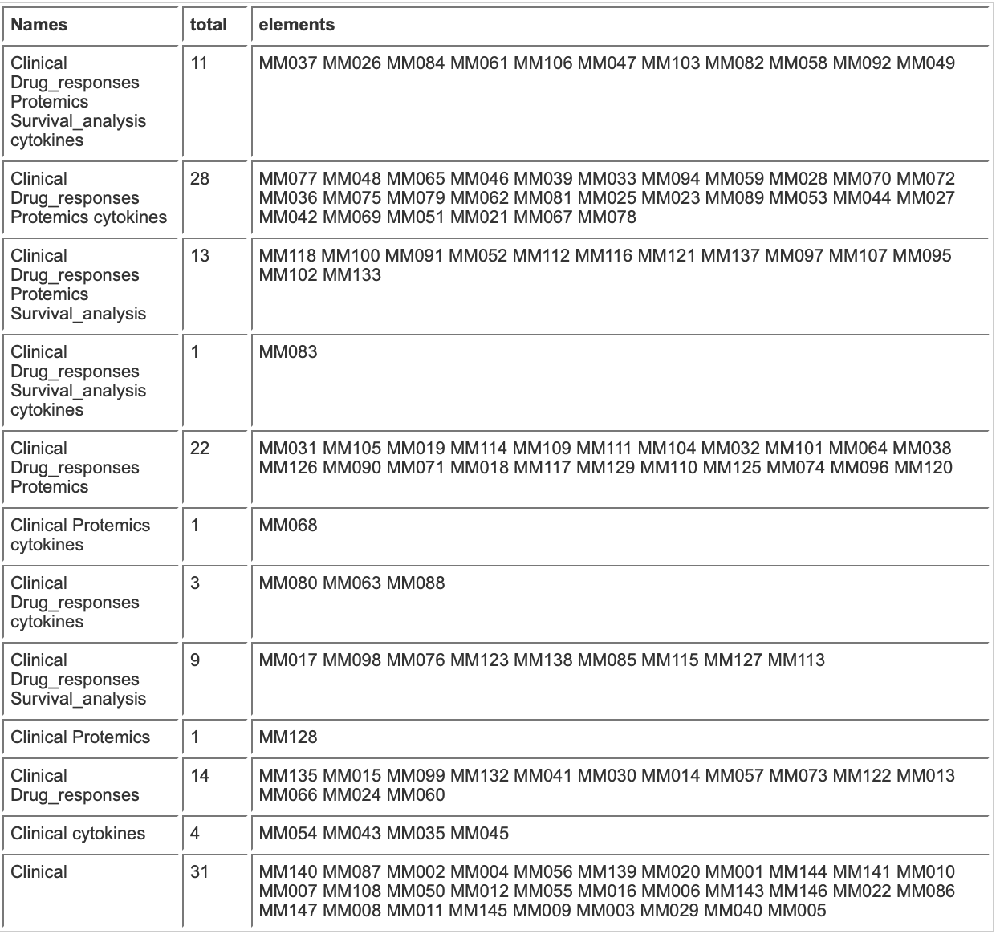 Names total elements
Clinical 11 MM037 MM026 MM084 MM061 MM106 MM047 MM103 MM082 MM058 MM092 MM049
Drug_responses
Protemics
Survival_analysis
cytokines
Clinical 28 MM077 MM048 MM065 MM046 MM039 MM033 MM094 MM059 MM028 MM070 MM072
Drug_responses MM036 MM075 MM079 MM062 MM081 MM025 MM023 MM089 MM053 MM044 MM027
Protemics cytokines MM042 MM069 MM051 MM021 MM067 MM078
Clinical 13 MM118 MM100 MM091 MM052 MM112 MM116 MM121 MM137 MM097 MM107 MM095
Drug_responses MM102 MM133
Protemics
Survival_analysis
Clinical 1 MM083
Drug_responses
Survival_analysis
cytokines
Clinical 22 MM031 MM105 MM019 MM114 MM109 MM111 MM104 MM032 MM101 MM064 MM038
Drug_responses MM126 MM090 MM071 MM018 MM117 MM129 MM110 MM125 MM074 MM096 MM120
Protemics
Clinical Protemics 1 MM068
cytokines
Clinical 3 MM080 MM063 MM088
Drug_responses
cytokines
Clinical 9 MM017 MM098 MM076 MM123 MM138 MM085 MM115 MM127 MM113
Drug_responses
Survival_analysis
Clinical Protemics 1 MM128
Clinical 14 MM135 MM015 MM099 MM132 MM041 MM030 MM014 MM057 MM073 MM122 MM013
Drug_responses MM066 MM024 MM060
Clinical cytokines 4 MM054 MM043 MM035 MM045
Clinical 31 MM140 MM087 MM002 MM004 MM056 MM139 MM020 MM001 MM144 MM141 MM010
MM007 MM108 MM050 MM012 MM055 MM016 MM006 MM143 MM146 MM022 MM086
MM147 MM008 MM011 MM145 MM009 MM003 MM029 MM040 MM005